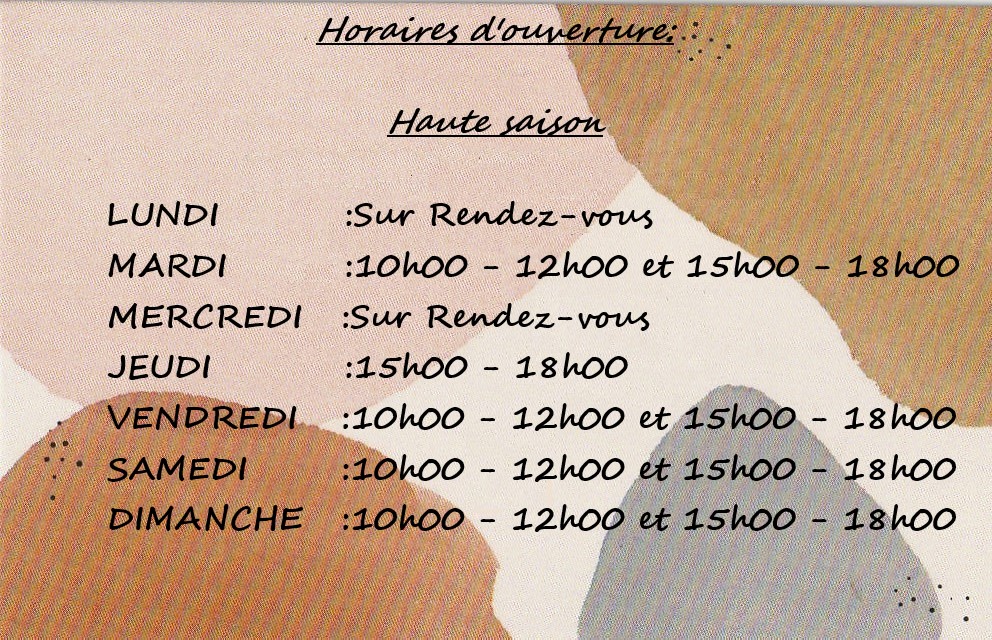 Horaires d'ouverture:
Haute saison
LUNDI :Sur Rendez-vous
MARDI :10h00 - 12h00 et 15h00 - 18h00
MERCREDI :Sur Rendez-vous
JEUDI :15h00 - 18h00
VENDREDI :10h00 - 12h00 et 15h00 - 18h00
SAMEDI :10h00 - 12h00 et 15h00 - 18h00
DIMANCHE :10h00 - 12h00 et 15h00 - 18h00